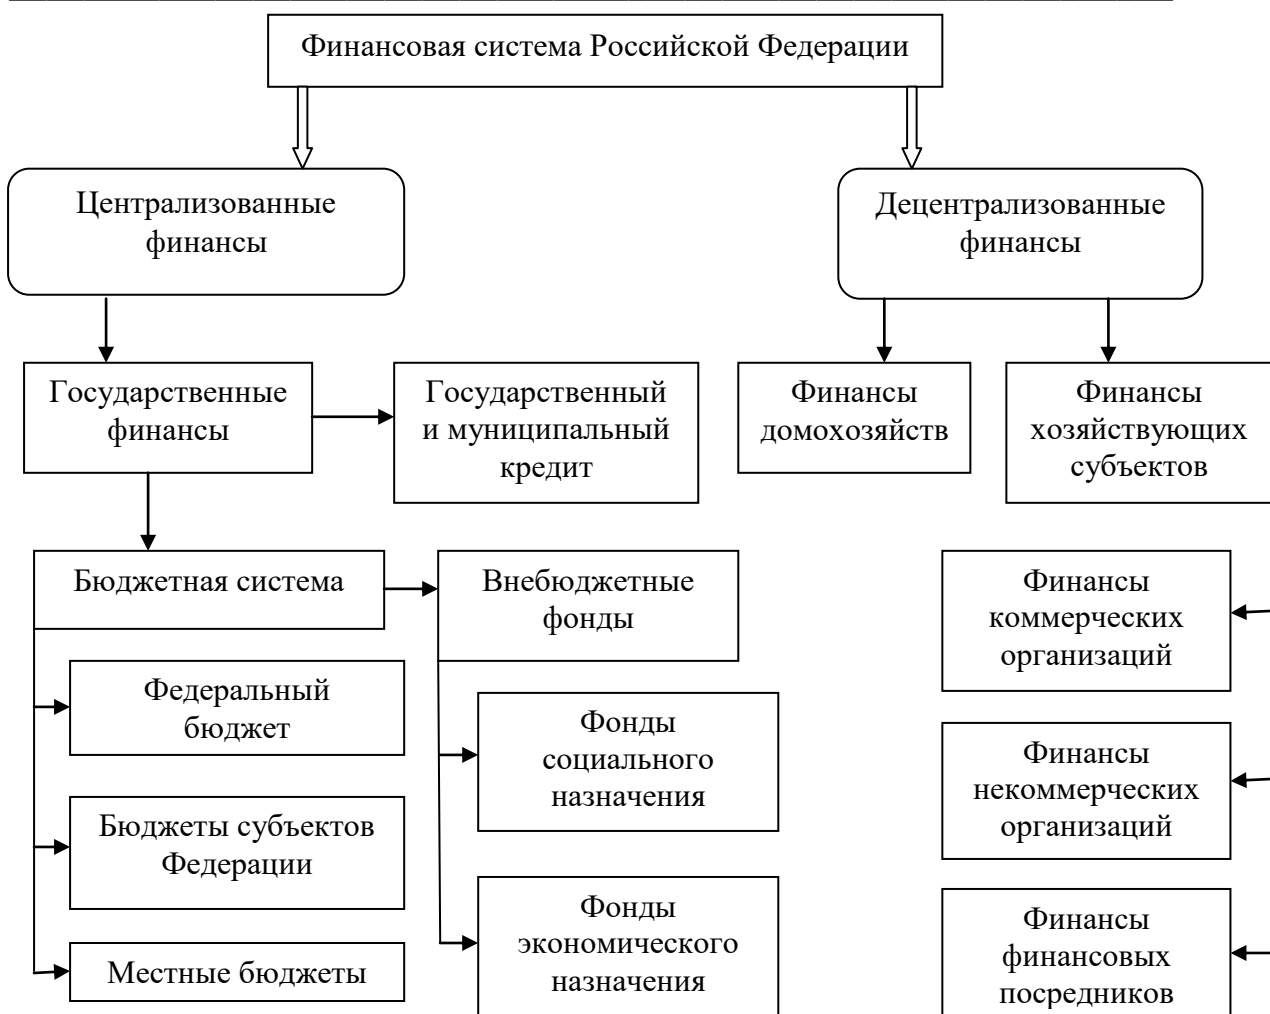 Финансовая система Российской Федерации
Централизованные
финансы
Децентрализованные
финансы
Государственные
финансы
Государственный
и муниципальный
кредит
Финансы
домохозяйств
Финансы
хозяйствующих
субъектов
Бюджетная система
Внебюджетные
фонды
Финансы
коммерческих
организаций
Федеральный
бюджет
Фонды
социального
назначения
Финансы
некоммерческих
организаций
Бюджеты субъектов
Федерации
Фонды
экономического
назначения
Финансы
финансовых
посредников
Местные бюджеты